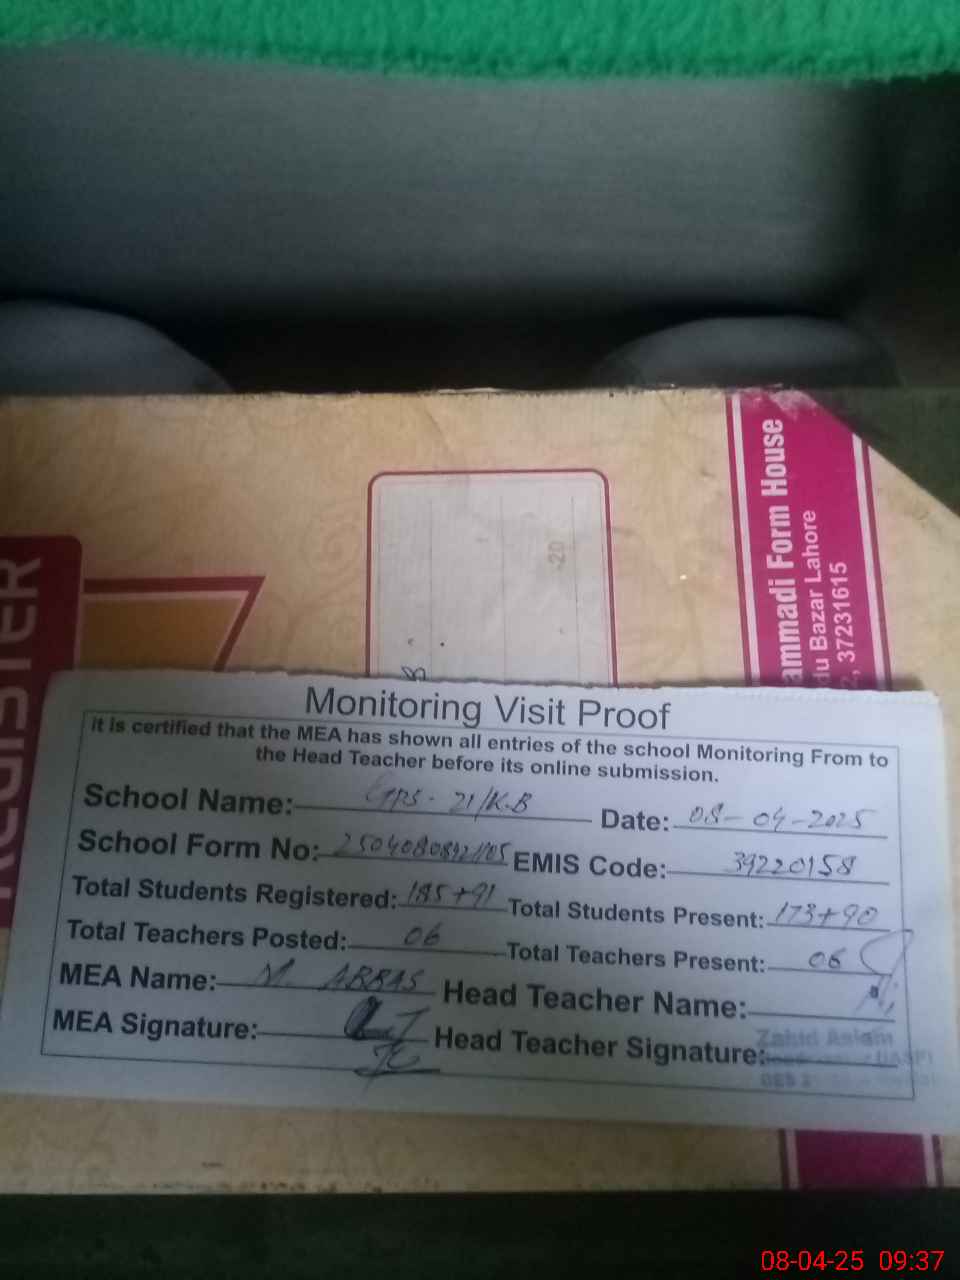 ammadi Form House
du Bazar Lahore
37231615
REGISTER
-20
Monitoring Visit Proof
it is certified that the MEA has shown all entries of the school Monitoring From to
the Head Teacher before its online submission.
School Name: GPS - 21/K.B Date: 08-04-2025
School Form No: EMIS Code: 39220158
Total Students Registered: 185+91 Total Students Present: 173+90
Total Teachers Posted: 06 Total Teachers Present: 06
MEA Name: M. ABBAS Head Teacher Name:
MEA Signature: Head Teacher Signature:
Zahid Aslam
08-04-25 09:37